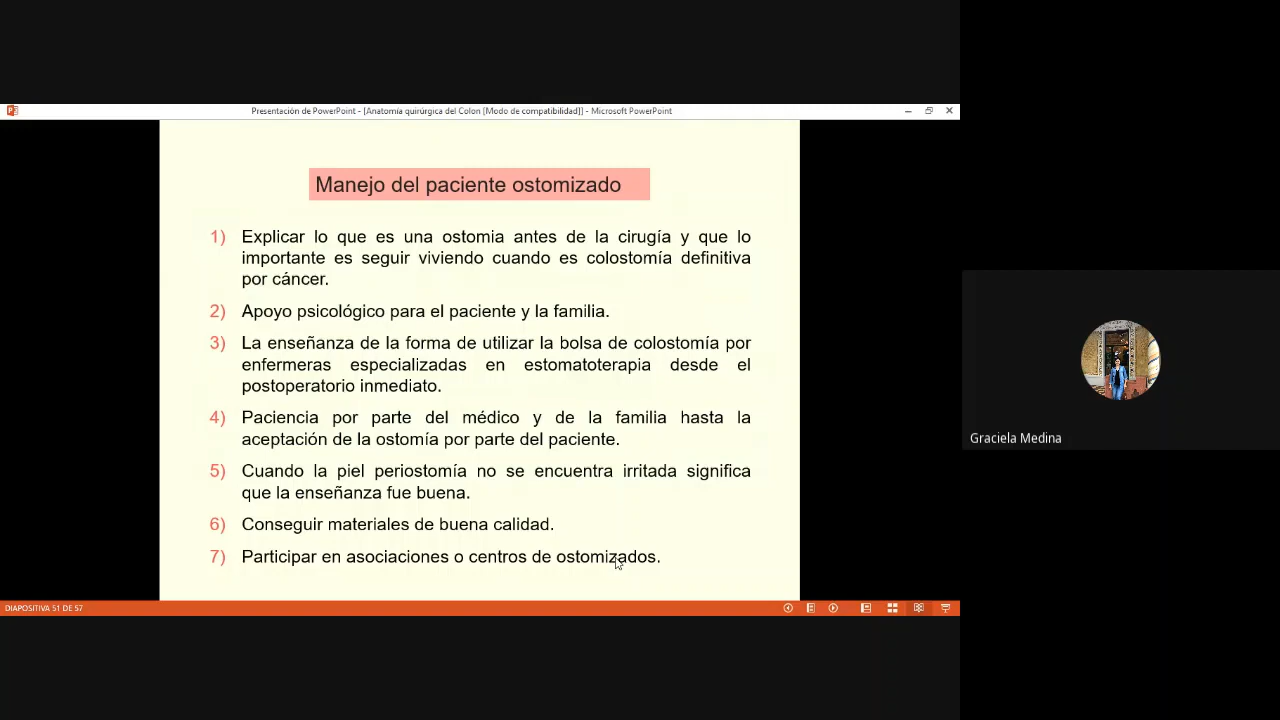 Presentación de PowerPoint - [Anatomía quirúrgica del Colon [Modo de compatibilidad]] - Microsoft PowerPoint
Manejo del paciente ostomizado
1) Explicar lo que es una ostomia antes de la cirugía y que lo
importante es seguir viviendo cuando es colostomía definitiva
por cáncer.
2) Apoyo psicológico para el paciente y la familia.
3) La enseñanza de la forma de utilizar la bolsa de colostomía por
enfermeras especializadas en estomatoterapia desde el
postoperatorio inmediato.
4) Paciencia por parte del médico y de la familia hasta la
aceptación de la ostomía por parte del paciente.
5) Cuando la piel periostomía no se encuentra irritada significa
que la enseñanza fue buena.
6) Conseguir materiales de buena calidad.
7) Participar en asociaciones o centros de ostomizados.
Graciela Medina
DIAPOSITIVA 51 DE 57